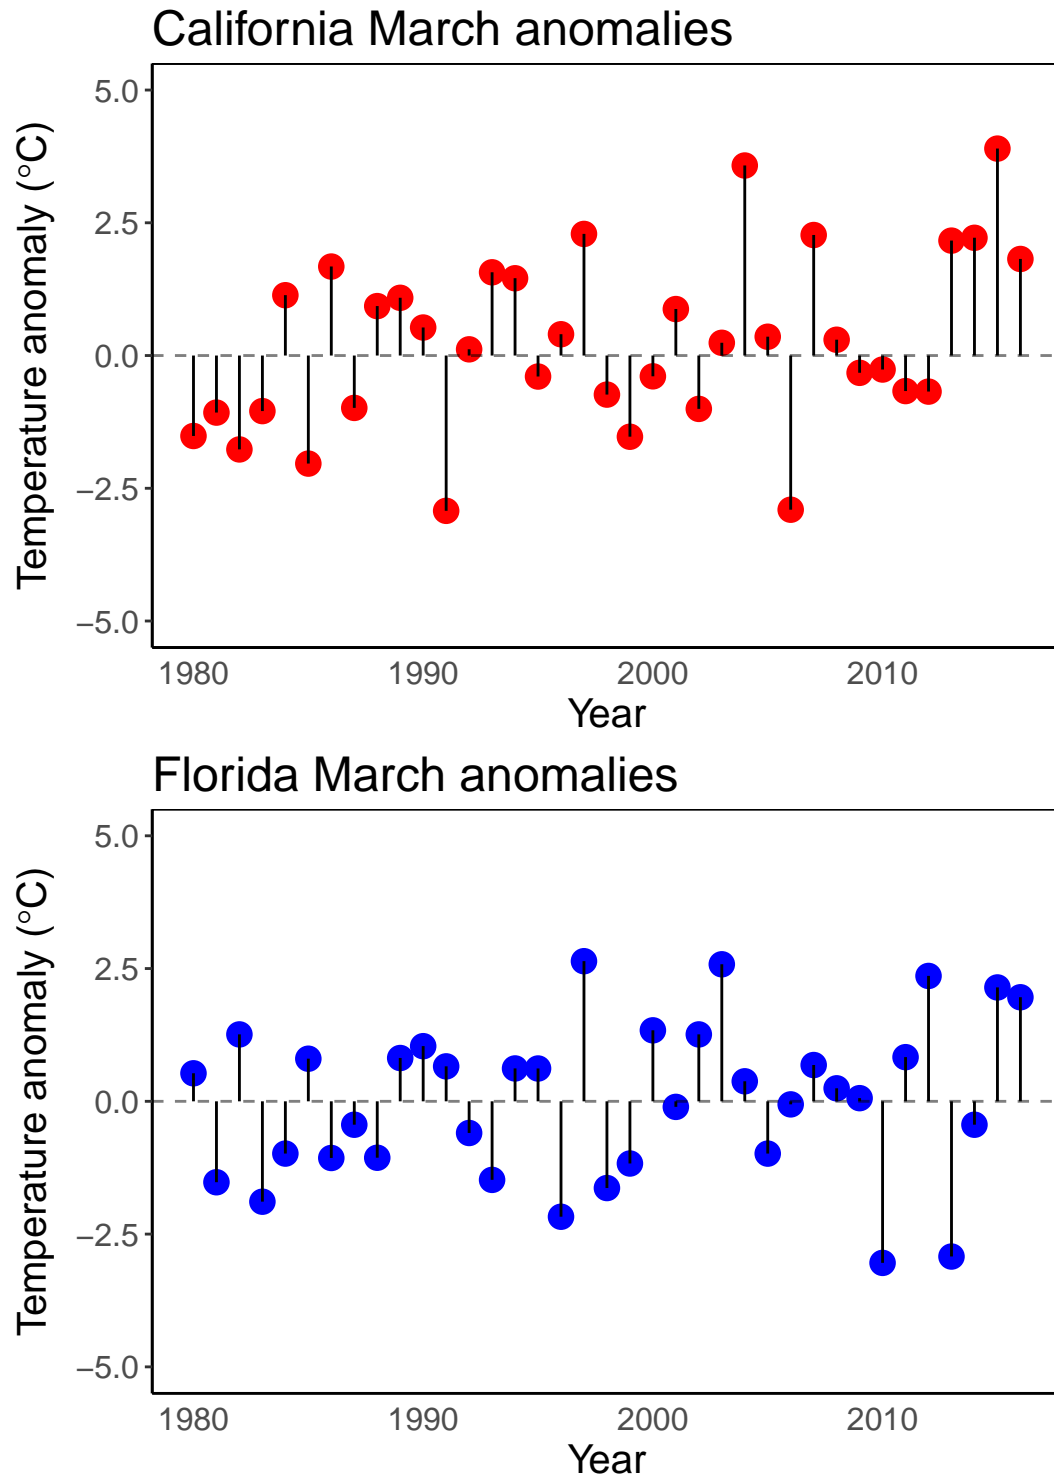 California March anomalies
Temperature anomaly (°C)
5.0
2.5
0.0
−2.5
−5.0
1980 1990 2000 2010
Year
Florida March anomalies
Temperature anomaly (°C)
5.0
2.5
0.0
−2.5
−5.0
1980 1990 2000 2010
Year